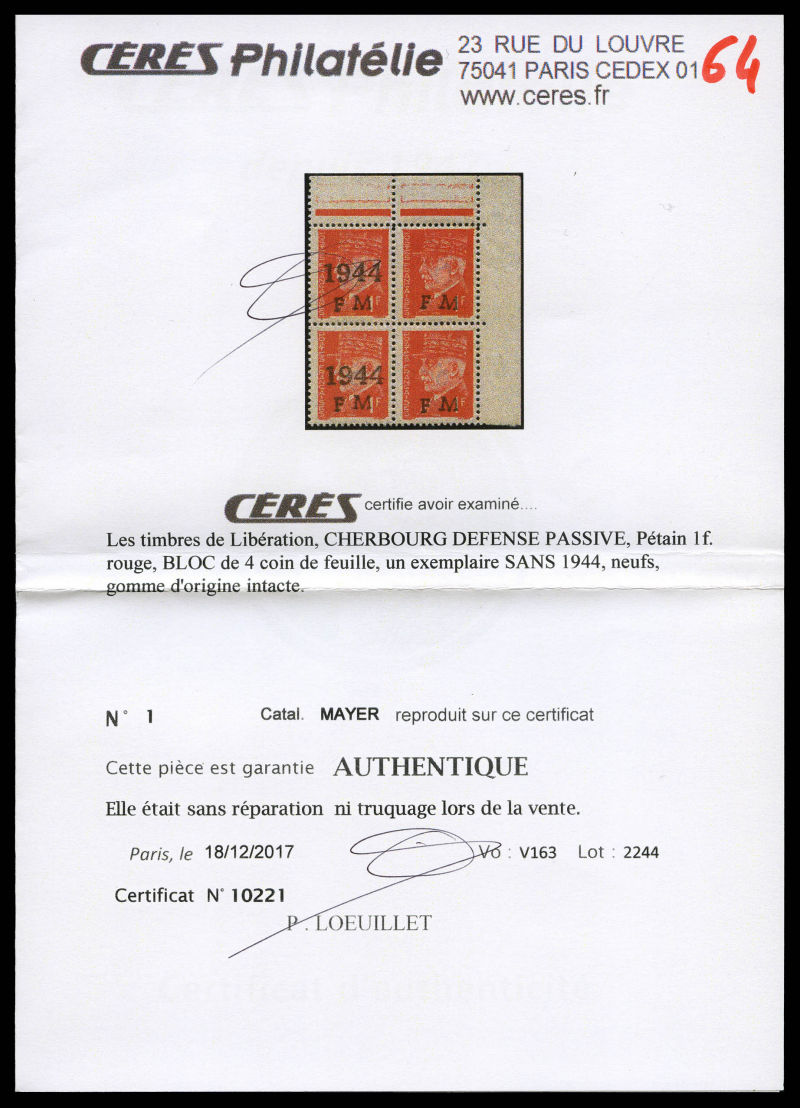 CÉRÈS Philatélie
23 RUE DU LOUVRE
75041 PARIS CEDEX 01
www.ceres.fr
64
1944
F M
F M
1944
F M
F M
CÉRÈS certifie avoir examiné....
Les timbres de Libération, CHERBOURG DEFENSE PASSIVE, Pétain 1f.
rouge, BLOC de 4 coin de feuille, un exemplaire SANS 1944, neufs,
gomme d'origine intacte.
N° 1 Catal. MAYER reproduit sur ce certificat
Cette pièce est garantie AUTHENTIQUE
Elle était sans réparation ni truquage lors de la vente.
Paris, le 18/12/2017 Vo : V163 Lot : 2244
Certificat N° 10221
P . LOEUILLET
Certificat d'authenticité